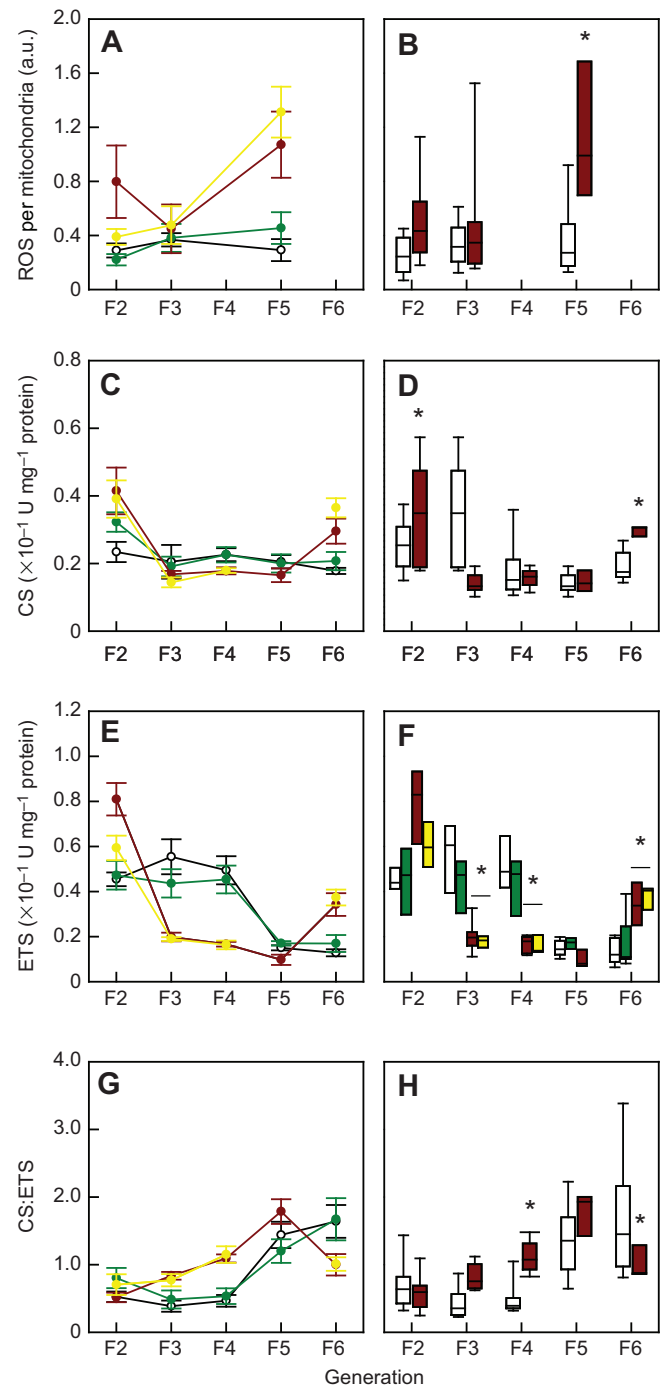 A
B
ROS per mitochondria (a.u.)
2.0
1.6
1.2
0.8
0.4
0
*
F2 F3 F4 F5 F6
F2 F3 F4 F5 F6
C
D
CS (×10⁻¹ U mg⁻¹ protein)
0.8
0.6
0.4
0.2
0
*
*
F2 F3 F4 F5 F6
F2 F3 F4 F5 F6
E
F
ETS (×10⁻¹ U mg⁻¹ protein)
1.2
1.0
0.8
0.6
0.4
0.2
0
*
*
*
F2 F3 F4 F5 F6
F2 F3 F4 F5 F6
G
H
CS:ETS
4.0
3.0
2.0
1.0
0
*
*
F2 F3 F4 F5 F6
F2 F3 F4 F5 F6
Generation